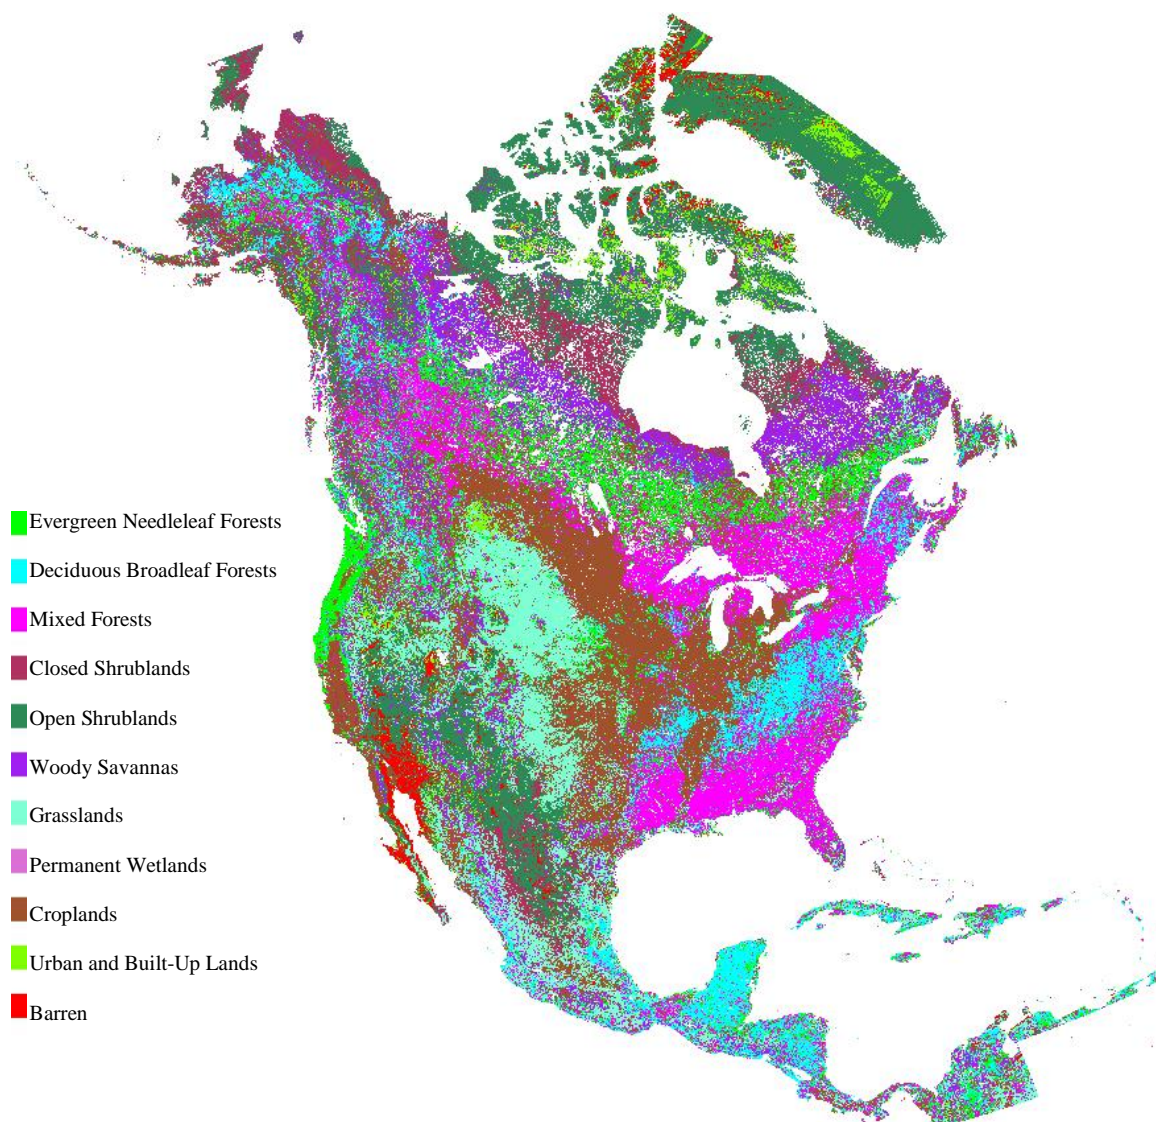 Evergreen Needleleaf Forests
Deciduous Broadleaf Forests
Mixed Forests
Closed Shrublands
Open Shrublands
Woody Savannas
Grasslands
Permanent Wetlands
Croplands
Urban and Built-Up Lands
Barren